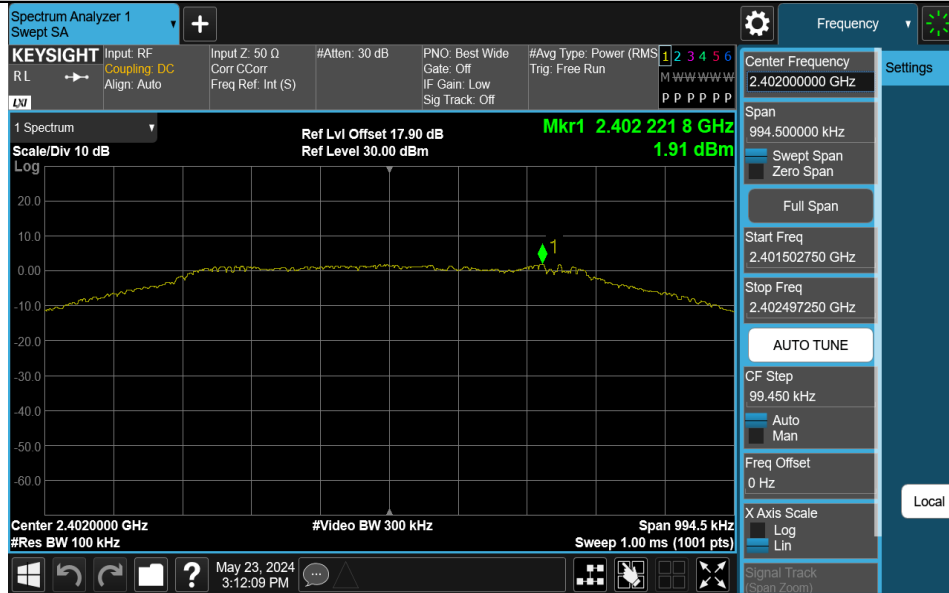 Spectrum Analyzer 1
Swept SA
+
Frequency
KEYSIGHT
RL
LXI
Input: RF
Coupling: DC
Align: Auto
Input Z: 50 Ω
Corr CCorr
Freq Ref: Int (S)
#Atten: 30 dB
PNO: Best Wide
Gate: Off
IF Gain: Low
Sig Track: Off
#Avg Type: Power (RMS
Trig: Free Run
1 2 3 4 5 6
M W W W W W
P P P P P P
1 Spectrum
Scale/Div 10 dB
Log
Ref Lvl Offset 17.90 dB
Ref Level 30.00 dBm
Mkr1 2.402 221 8 GHz
1.91 dBm
20.0
10.0
0.00
-10.0
-20.0
-30.0
-40.0
-50.0
-60.0
1
Center 2.4020000 GHz
#Res BW 100 kHz
#Video BW 300 kHz
Span 994.5 kHz
Sweep 1.00 ms (1001 pts)
?
May 23, 2024
3:12:09 PM
Center Frequency
2.402000000 GHz
Span
994.500000 kHz
Swept Span
Zero Span
Full Span
Start Freq
2.401502750 GHz
Stop Freq
2.402497250 GHz
AUTO TUNE
CF Step
99.450 kHz
Auto
Man
Freq Offset
0 Hz
X Axis Scale
Log
Lin
Signal Track
(Span Zoom)
Settings
Local